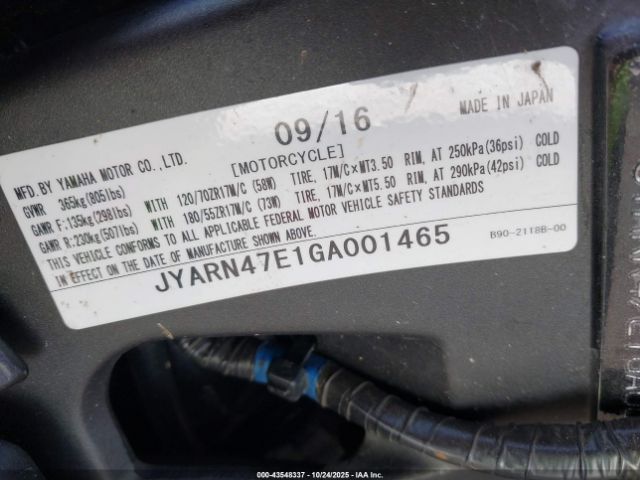 09/16
MADE IN JAPAN
MFD.BY YAMAHA MOTOR CO.,LTD.
[MOTORCYCLE]
GVWR 365kg(805lbs)
GAWR F:135kg(298lbs) WITH 120/70ZR17M/C (58W) TIRE, 17M/C×MT3.50 RIM, AT 250kPa(36psi) COLD
GAWR R:230kg(507lbs) WITH 180/55ZR17M/C (73W) TIRE, 17M/C×MT5.50 RIM, AT 290kPa(42psi) COLD
THIS VEHICLE CONFORMS TO ALL APPLICABLE FEDERAL MOTOR VEHICLE SAFETY STANDARDS
IN EFFECT ON THE DATE OF MANUFACTURE SHOWN ABOVE.
JYARN47E1GA001465
B90-2118B-00
000-43548337 - 10/24/2025 - IAA Inc.